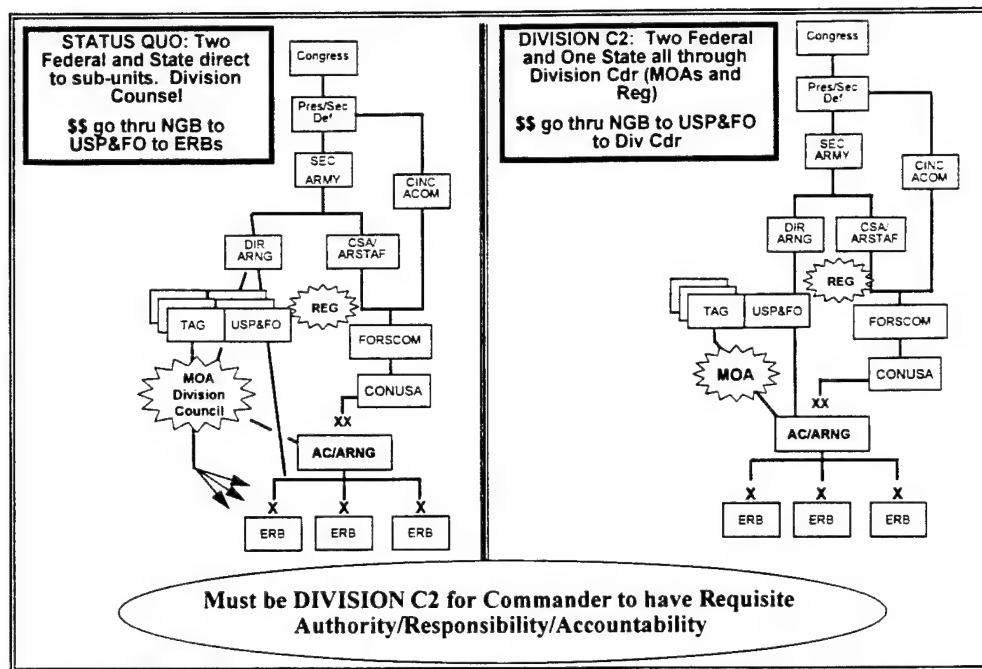 STATUS QUO: Two
Federal and State direct
to sub-units. Division
Counsel
$$ go thru NGB to
USP&FO to ERBs
Congress
Pres/Sec
Def
SEC
ARMY
CINC
ACOM
DIR
ARNG
CSA/
ARSTAF
REG
TAG
USP&FO
FORSCOM
MOA
Division
Council
CONUSA
XX
AC/ARNG
X X X
ERB ERB ERB
DIVISION C2: Two Federal
and One State all through
Division Cdr (MOAs and
Reg)
$$ go thru NGB to USP&FO
to Div Cdr
Congress
Pres/Sec
Def
SEC
ARMY
CINC
ACOM
DIR
ARNG
CSA/
ARSTAF
REG
TAG
USP&FO
FORSCOM
MOA
CONUSA
XX
AC/ARNG
X X X
ERB ERB ERB
Must be DIVISION C2 for Commander to have Requisite
Authority/Responsibility/Accountability